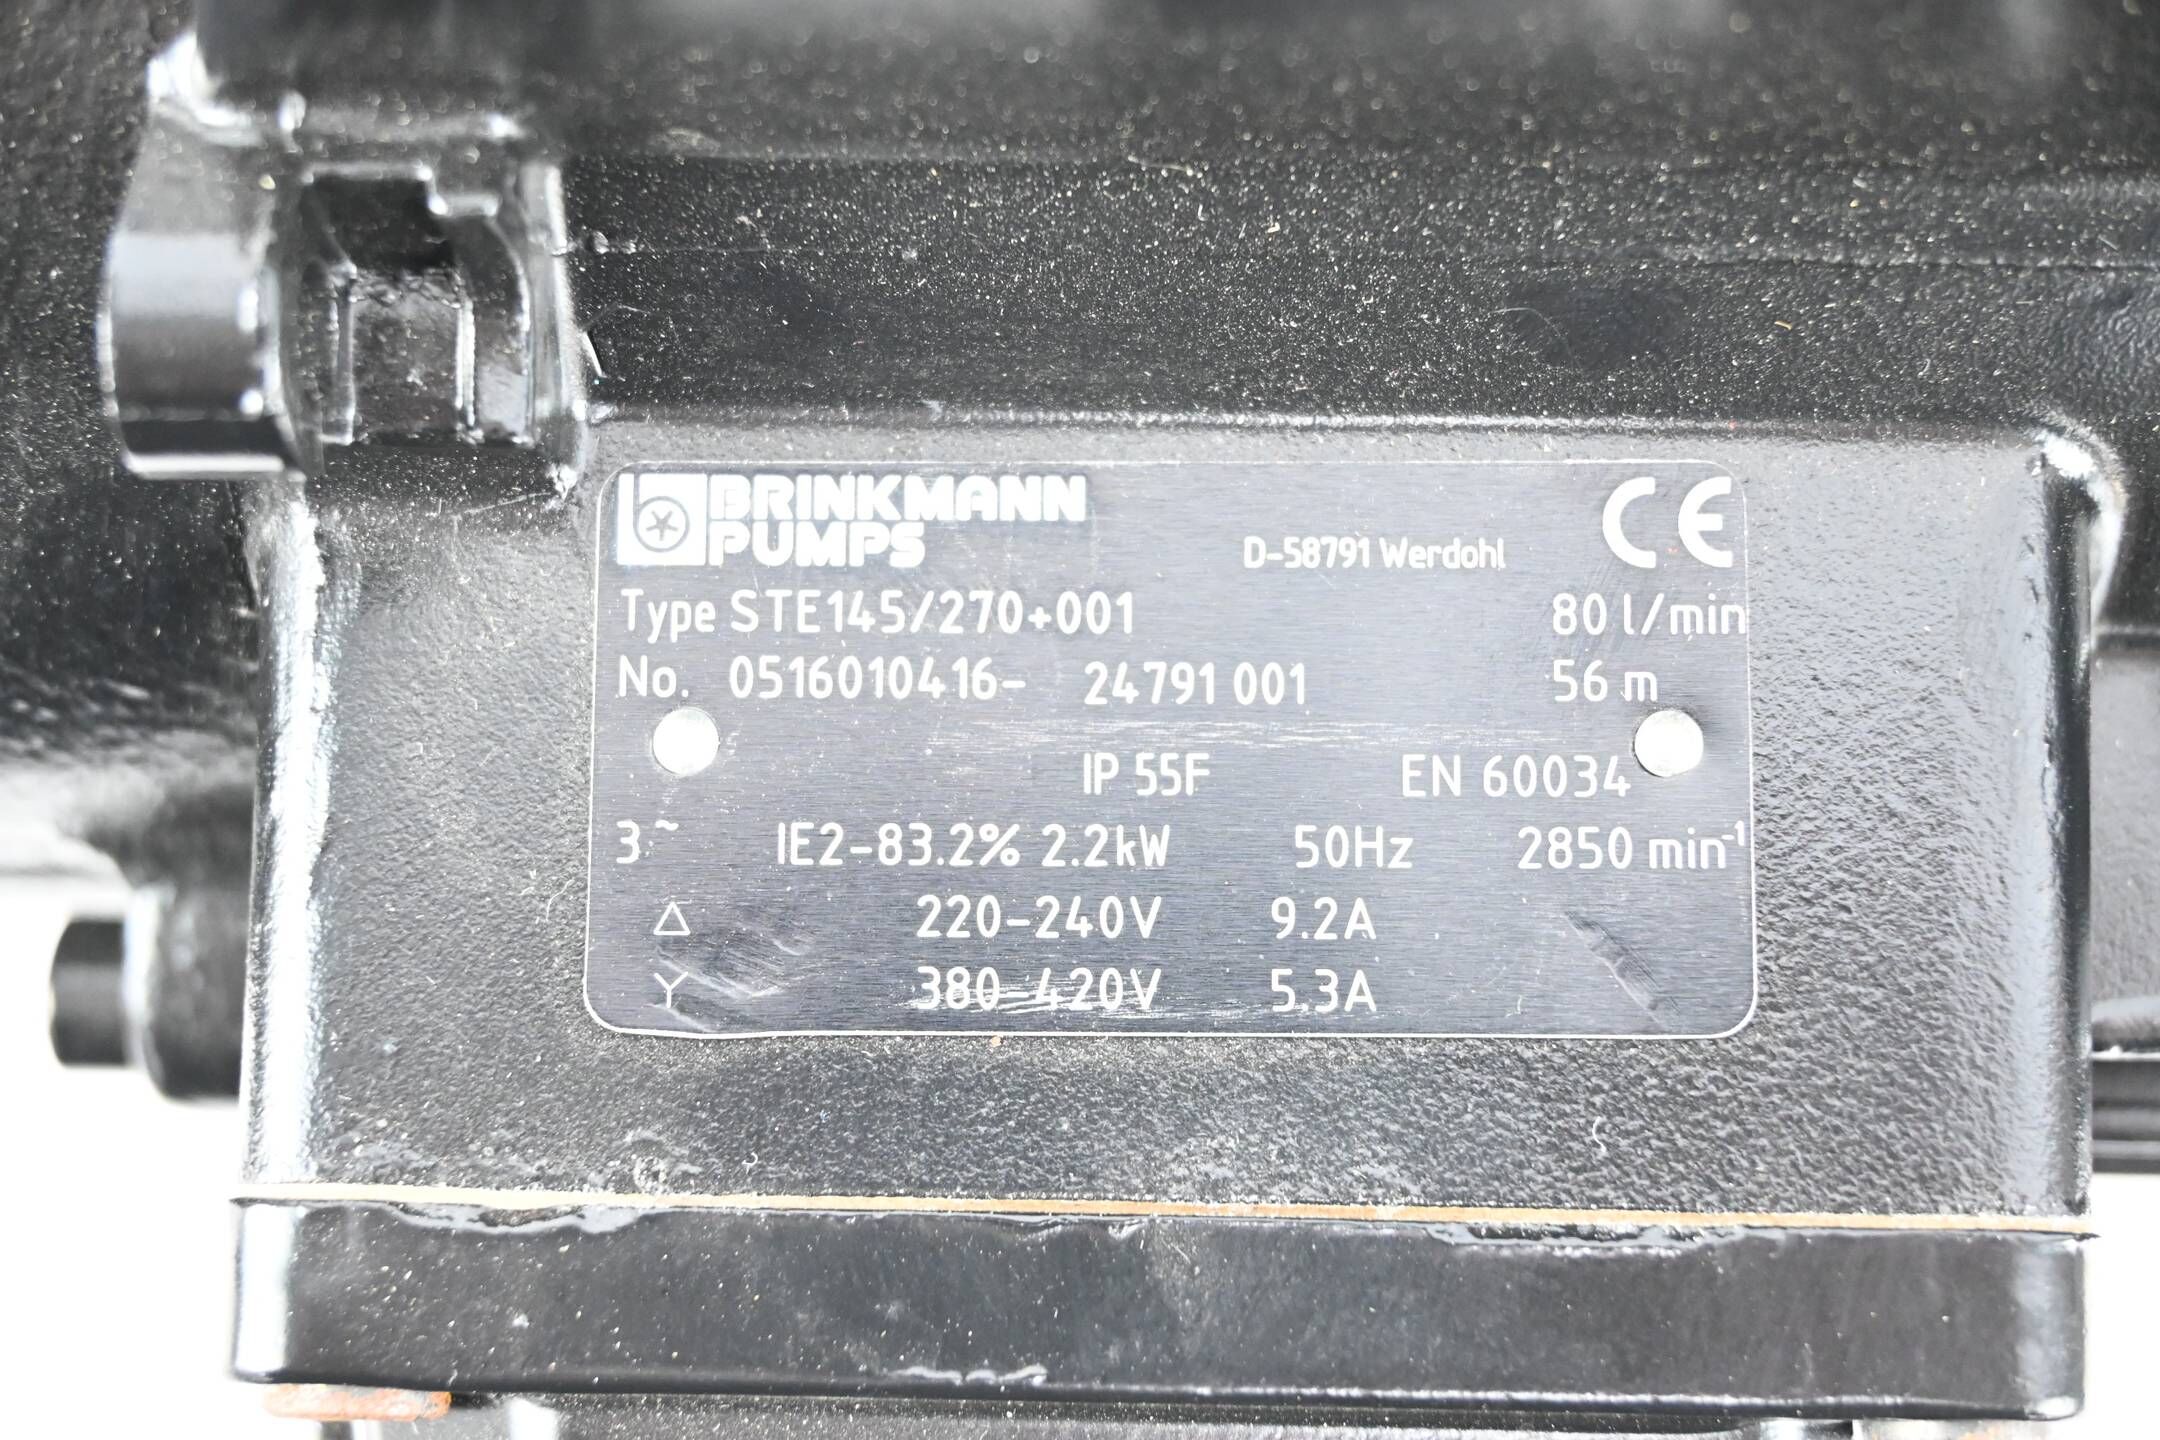 BRINKMANN
PUMPS
D-58791 Werdohl
CE
Type STE145/270+001 80 l/min
No. 0516010416- 24791 001 56 m
IP 55F EN 60034
3~ IE2-83.2% 2.2kW 50Hz 2850 min⁻¹
△ 220-240V 9.2A
Y 380-420V 5.3A